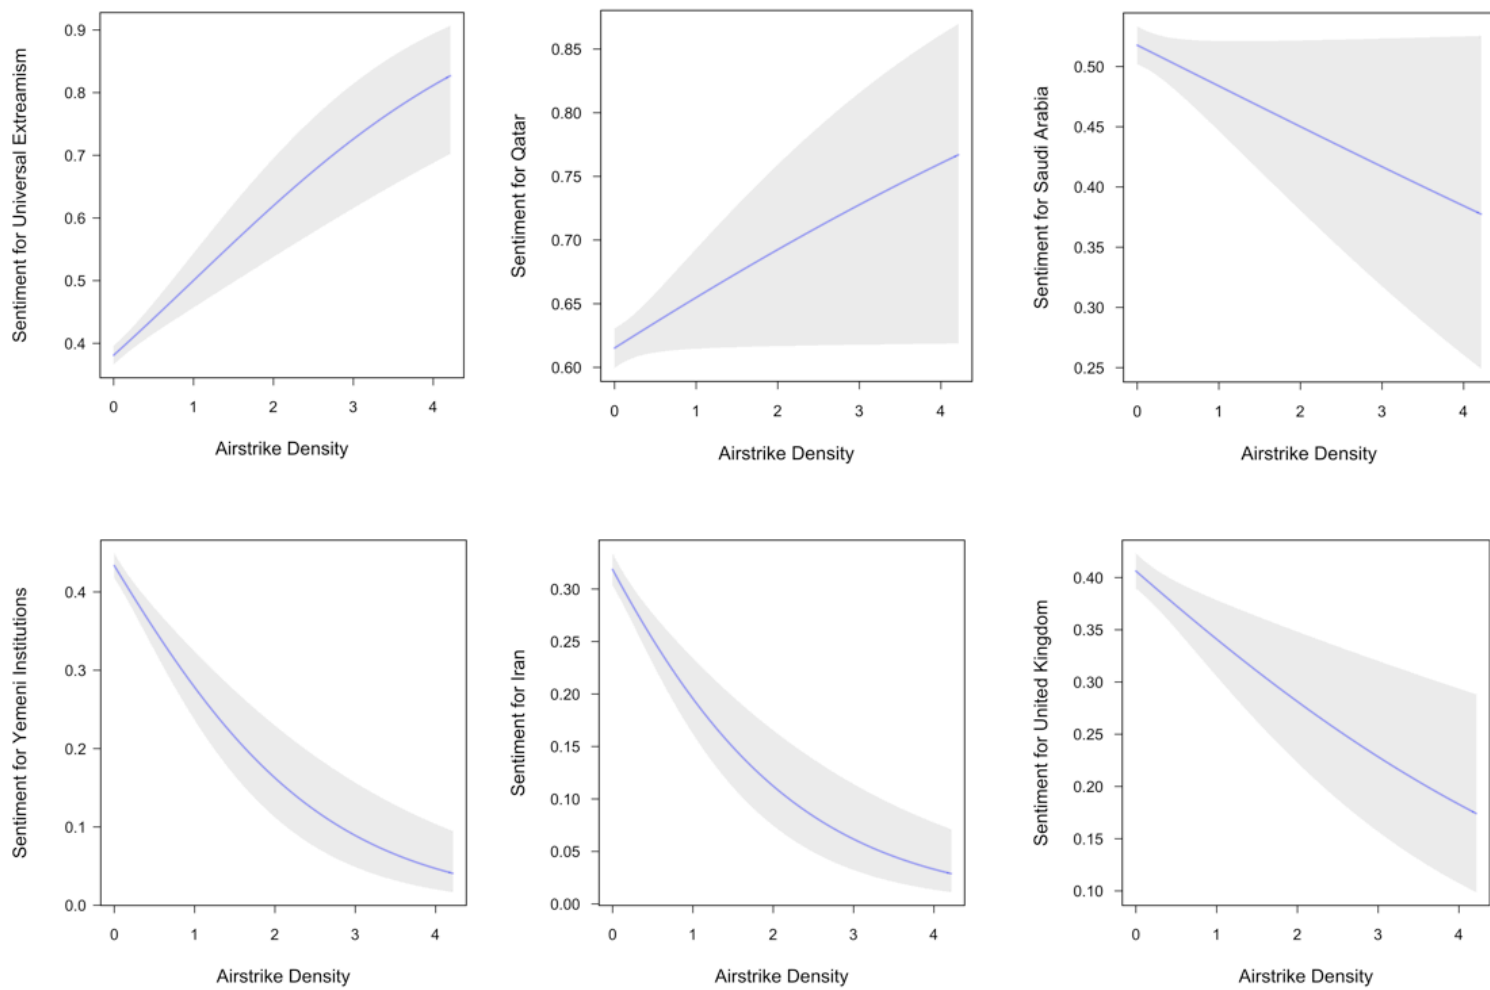 Sentiment for Universal Extreamism
0.9
0.8
0.7
0.6
0.5
0.4
0 1 2 3 4
Airstrike Density
Sentiment for Qatar
0.85
0.80
0.75
0.70
0.65
0.60
0 1 2 3 4
Airstrike Density
Sentiment for Saudi Arabia
0.50
0.45
0.40
0.35
0.30
0.25
0 1 2 3 4
Airstrike Density
Sentiment for Yemeni Institutions
0.4
0.3
0.2
0.1
0.0
0 1 2 3 4
Airstrike Density
Sentiment for Iran
0.30
0.25
0.20
0.15
0.10
0.05
0.00
0 1 2 3 4
Airstrike Density
Sentiment for United Kingdom
0.40
0.35
0.30
0.25
0.20
0.15
0.10
0 1 2 3 4
Airstrike Density